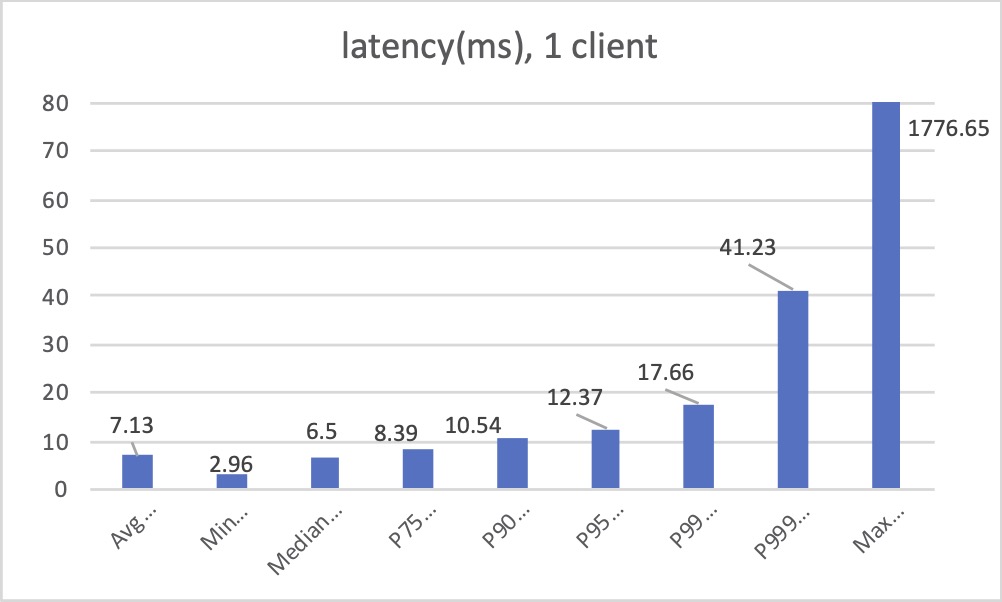 latency(ms), 1 client
80
70
60
50
40
30
20
10
0
7.13
2.96
6.5
8.39
10.54
12.37
17.66
41.23
1776.65
Avg...
Min...
Median...
P75...
P90...
P95...
P99...
P999...
Max...